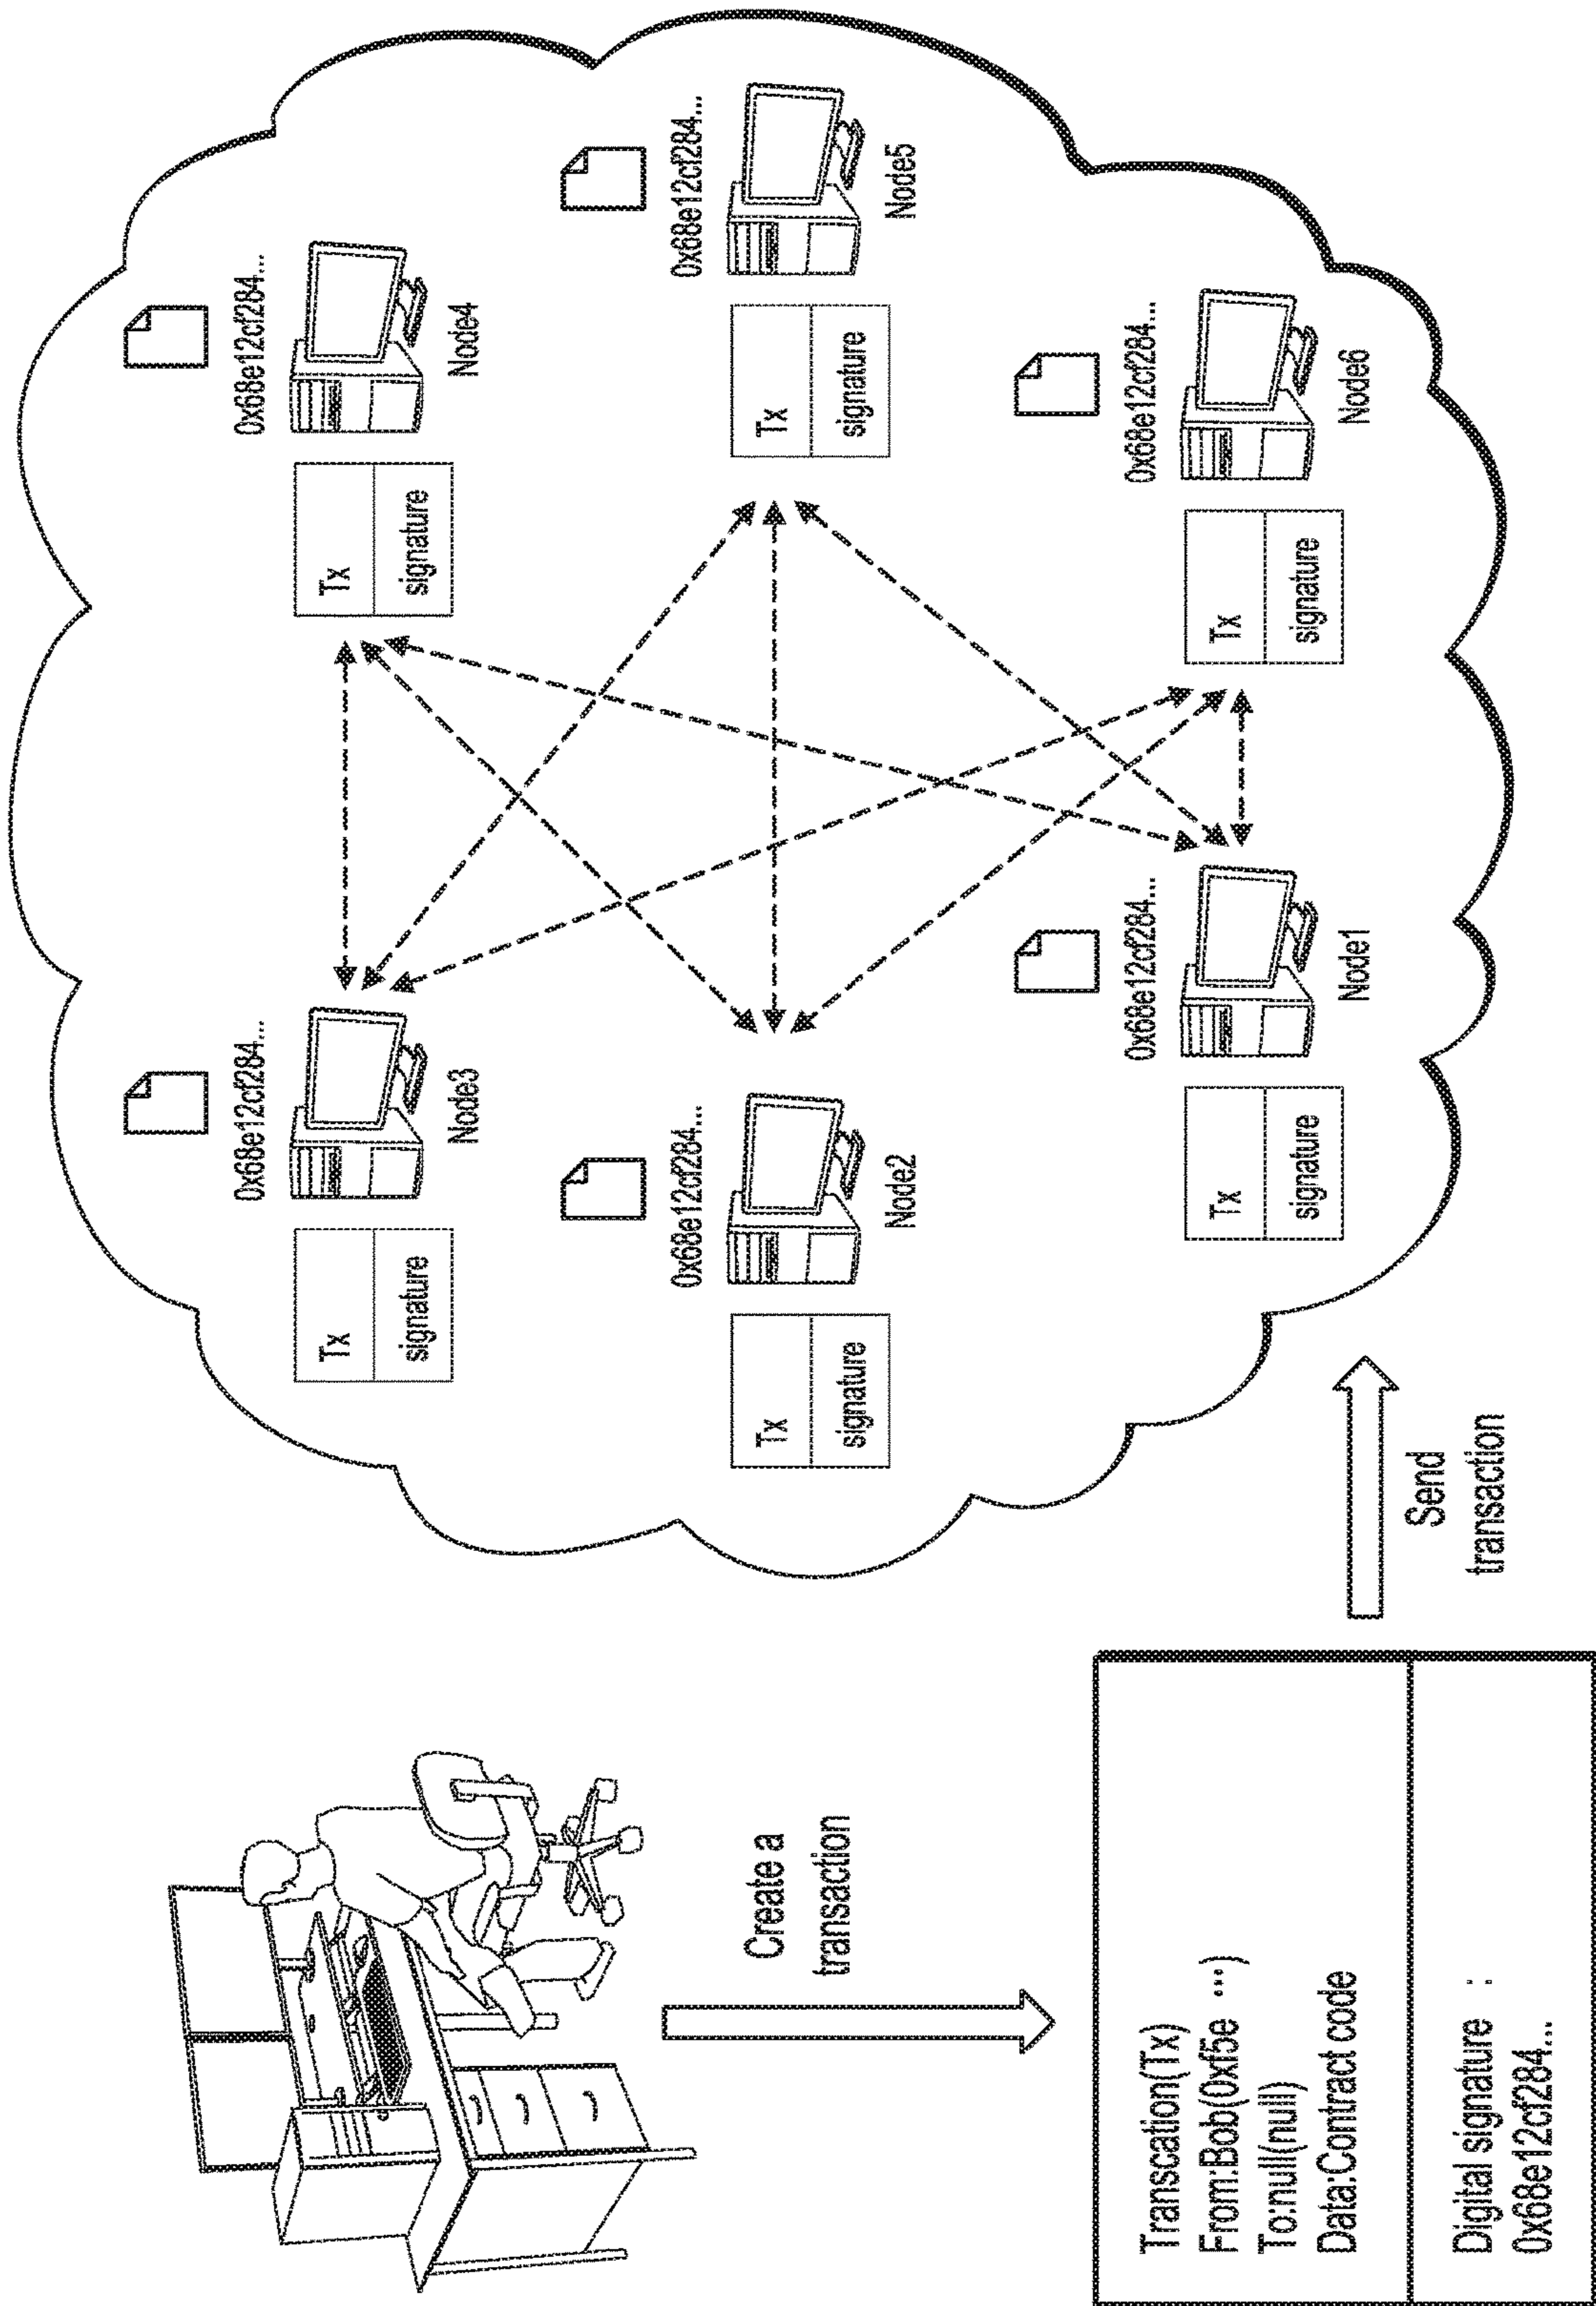 Create a
transaction
Transcation(Tx)
From:Bob(0xf5e ···)
To:null(null)
Data:Contract code
Digital signature :
0x68e12cf284...
Send
transaction
0x68e12cf284...
Tx
signature
Node3
0x68e12cf284...
Tx
signature
Node4
0x68e12cf284...
Tx
signature
Node2
0x68e12cf284...
Tx
signature
Node5
0x68e12cf284...
Tx
signature
Node1
0x68e12cf284...
Tx
signature
Node6